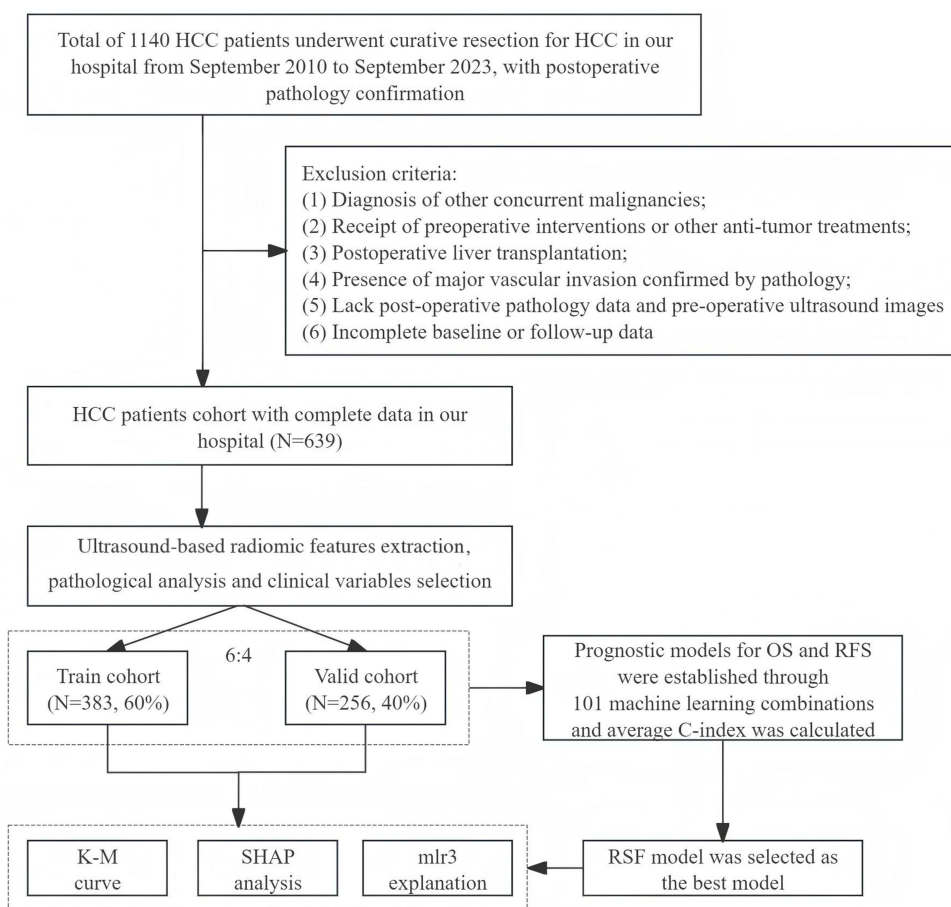 Total of 1140 HCC patients underwent curative resection for HCC in our
hospital from September 2010 to September 2023, with postoperative
pathology confirmation
Exclusion criteria:
(1) Diagnosis of other concurrent malignancies;
(2) Receipt of preoperative interventions or other anti-tumor treatments;
(3) Postoperative liver transplantation;
(4) Presence of major vascular invasion confirmed by pathology;
(5) Lack post-operative pathology data and pre-operative ultrasound images
(6) Incomplete baseline or follow-up data
HCC patients cohort with complete data in our
hospital (N=639)
Ultrasound-based radiomic features extraction,
pathological analysis and clinical variables selection
6:4
Train cohort
(N=383, 60%)
Valid cohort
(N=256, 40%)
Prognostic models for OS and RFS
were established through
101 machine learning combinations
and average C-index was calculated
K-M
curve
SHAP
analysis
mlr3
explanation
RSF model was selected as
the best model